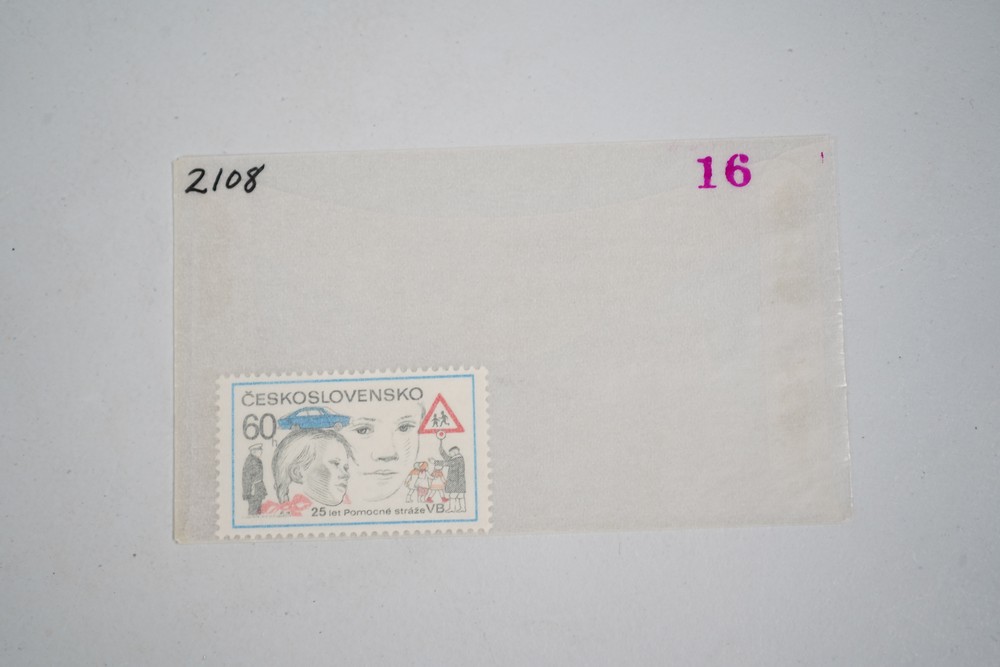 2108
16
ČESKOSLOVENSKO
60h
25 let Pomocné stráže VB